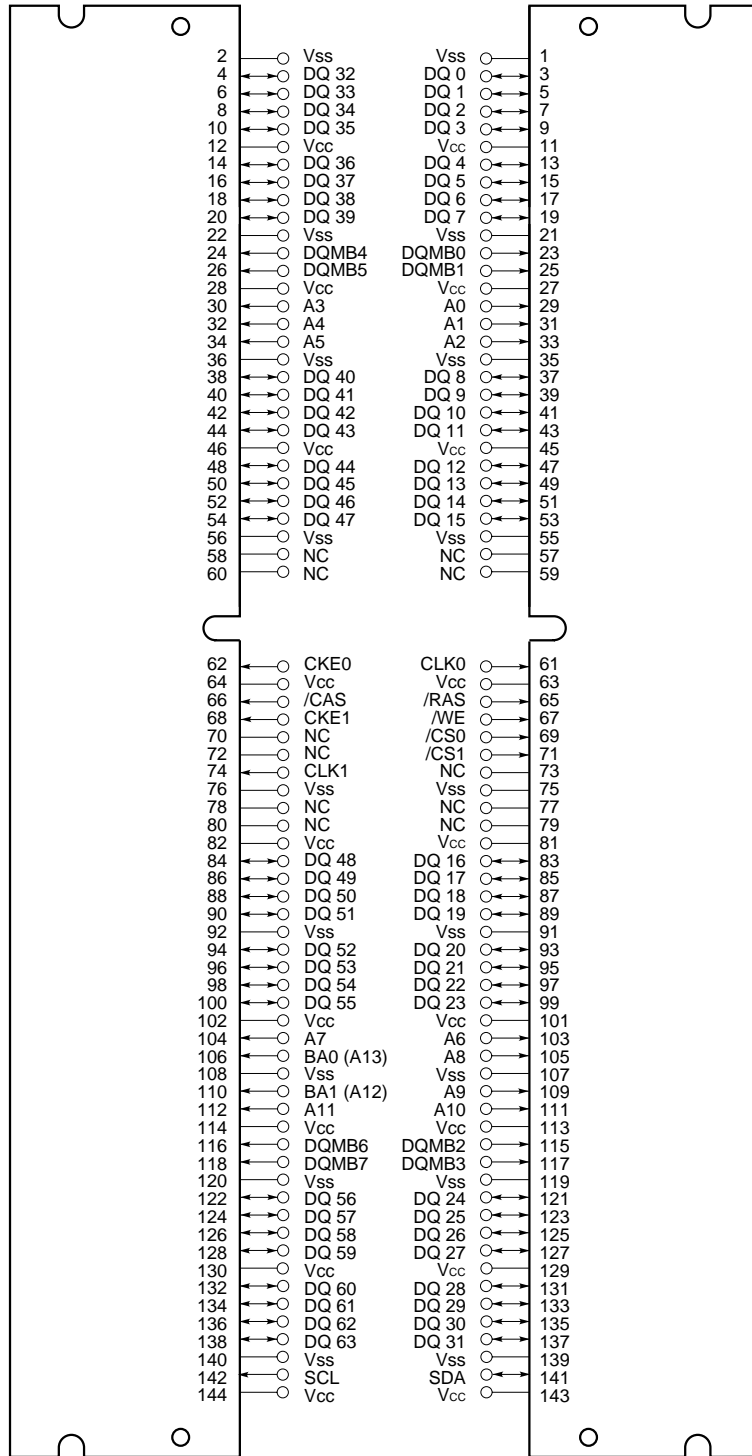 2 Vss Vss 1
4 DQ 32 DQ 0 3
6 DQ 33 DQ 1 5
8 DQ 34 DQ 2 7
10 DQ 35 DQ 3 9
12 Vcc Vcc 11
14 DQ 36 DQ 4 13
16 DQ 37 DQ 5 15
18 DQ 38 DQ 6 17
20 DQ 39 DQ 7 19
22 Vss Vss 21
24 DQMB4 DQMB0 23
26 DQMB5 DQMB1 25
28 Vcc Vcc 27
30 A3 A0 29
32 A4 A1 31
34 A5 A2 33
36 Vss Vss 35
38 DQ 40 DQ 8 37
40 DQ 41 DQ 9 39
42 DQ 42 DQ 10 41
44 DQ 43 DQ 11 43
46 Vcc Vcc 45
48 DQ 44 DQ 12 47
50 DQ 45 DQ 13 49
52 DQ 46 DQ 14 51
54 DQ 47 DQ 15 53
56 Vss Vss 55
58 NC NC 57
60 NC NC 59
62 CKE0 CLK0 61
64 Vcc Vcc 63
66 /CAS /RAS 65
68 CKE1 /WE 67
70 NC /CS0 69
72 NC /CS1 71
74 CLK1 NC 73
76 Vss Vss 75
78 NC NC 77
80 NC NC 79
82 Vcc Vcc 81
84 DQ 48 DQ 16 83
86 DQ 49 DQ 17 85
88 DQ 50 DQ 18 87
90 DQ 51 DQ 19 89
92 Vss Vss 91
94 DQ 52 DQ 20 93
96 DQ 53 DQ 21 95
98 DQ 54 DQ 22 97
100 DQ 55 DQ 23 99
102 Vcc Vcc 101
104 A7 A6 103
106 BA0 (A13) A8 105
108 Vss Vss 107
110 BA1 (A12) A9 109
112 A11 A10 111
114 Vcc Vcc 113
116 DQMB6 DQMB2 115
118 DQMB7 DQMB3 117
120 Vss Vss 119
122 DQ 56 DQ 24 121
124 DQ 57 DQ 25 123
126 DQ 58 DQ 26 125
128 DQ 59 DQ 27 127
130 Vcc Vcc 129
132 DQ 60 DQ 28 131
134 DQ 61 DQ 29 133
136 DQ 62 DQ 30 135
138 DQ 63 DQ 31 137
140 Vss Vss 139
142 SCL SDA 141
144 Vcc Vcc 143